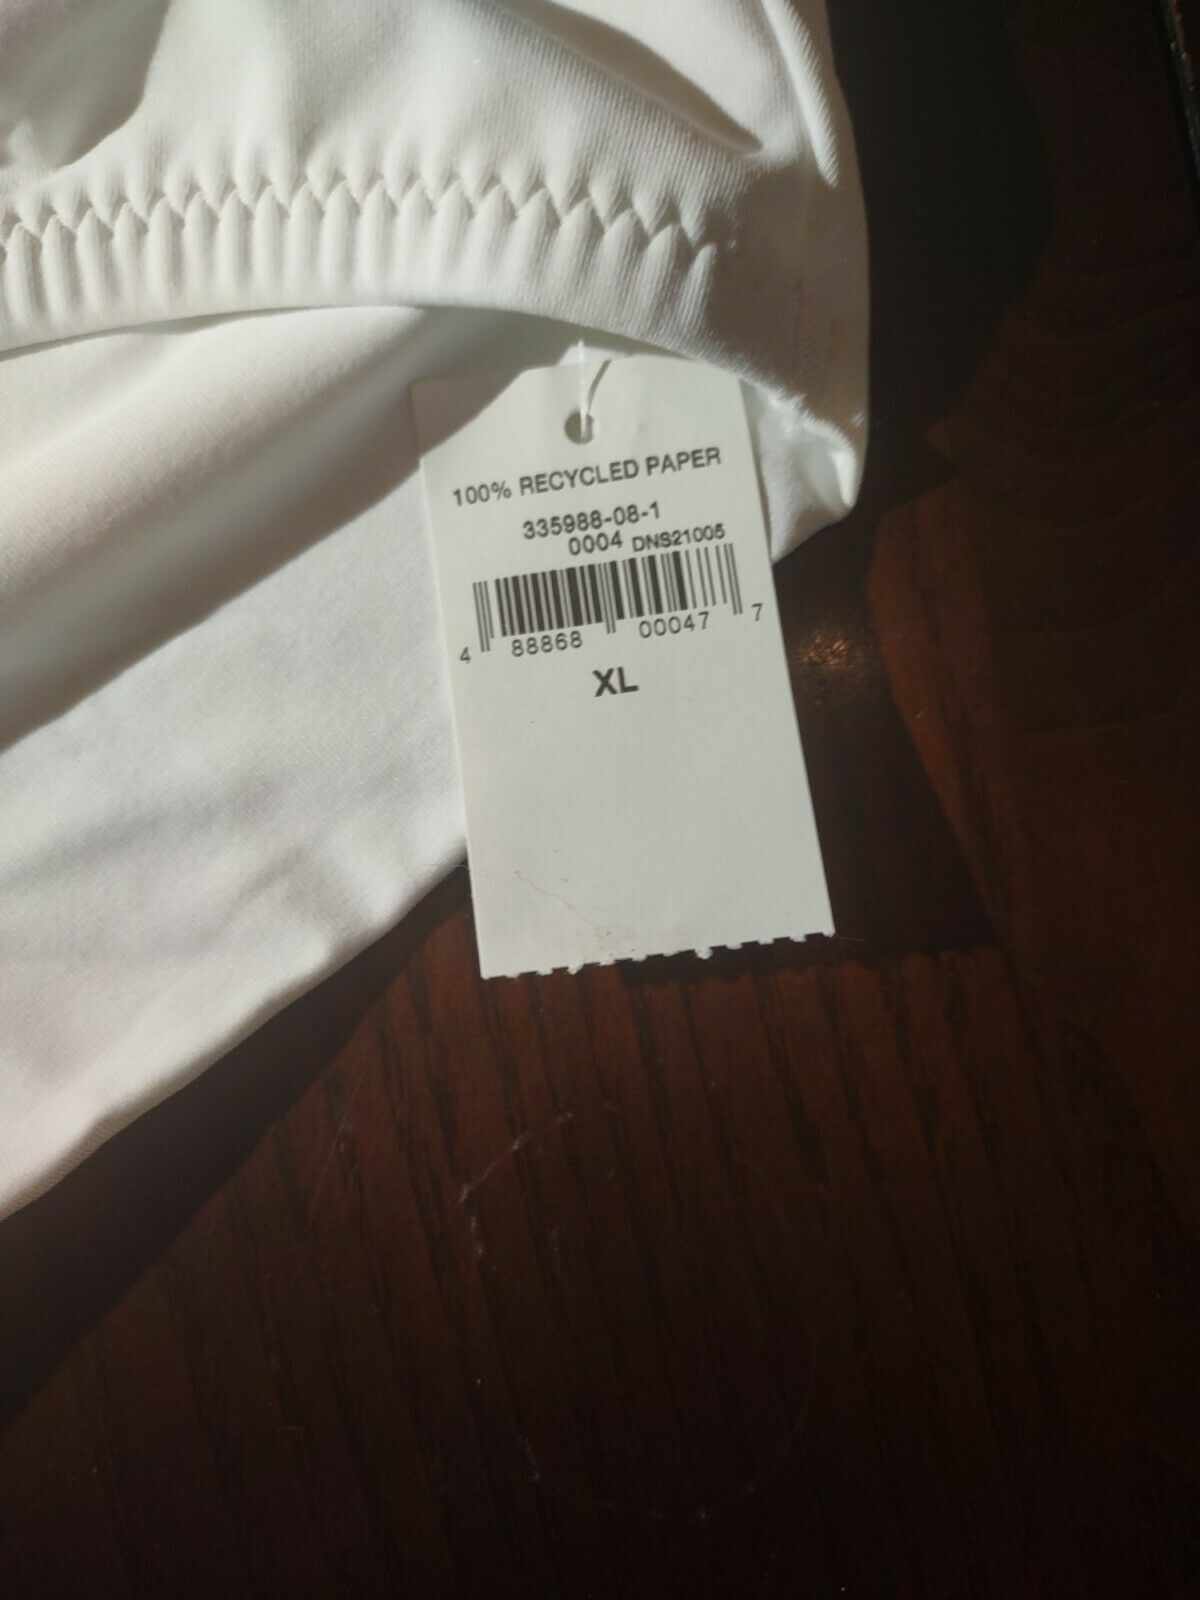 100% RECYCLED PAPER
335988-08-1
0004 DNS21005
4 88868 00047 7
XL